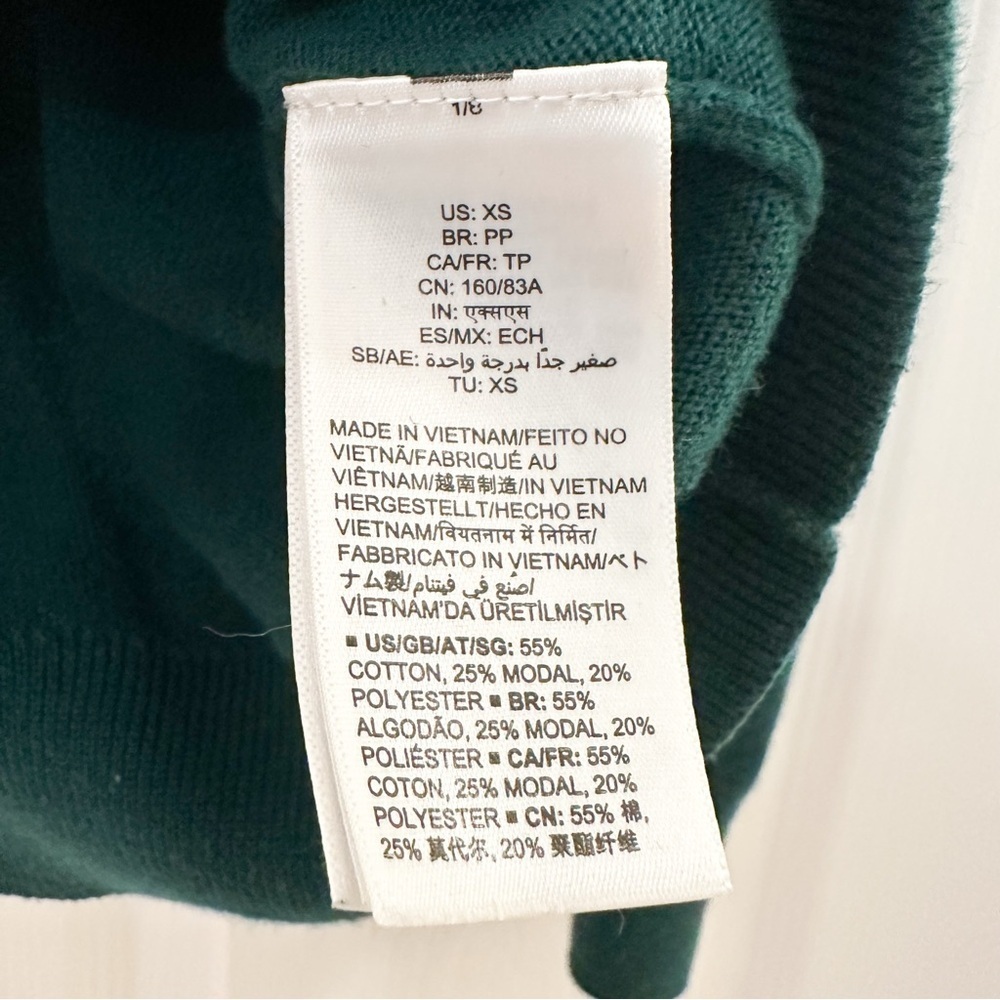 1/8
US: XS
BR: PP
CA/FR: TP
CN: 160/83A
IN: एक्सएस
ES/MX: ECH
SB/AE: صغير جدًا بدرجة واحدة
TU: XS
MADE IN VIETNAM/FEITO NO
VIETNÃ/FABRIQUÉ AU
VIÊTNAM/越南制造/IN VIETNAM
HERGESTELLT/HECHO EN
VIETNAM/वियतनाम में निर्मित/
FABBRICATO IN VIETNAM/ベト
ナム製/صُنع في فيتنام/
VİETNAM'DA ÜRETİLMİŞTİR
▪ US/GB/AT/SG: 55%
COTTON, 25% MODAL, 20%
POLYESTER ▪ BR: 55%
ALGODÃO, 25% MODAL, 20%
POLIÉSTER ▪ CA/FR: 55%
COTON, 25% MODAL, 20%
POLYESTER ▪ CN: 55% 棉,
25% 莫代尔, 20% 聚酯纤维